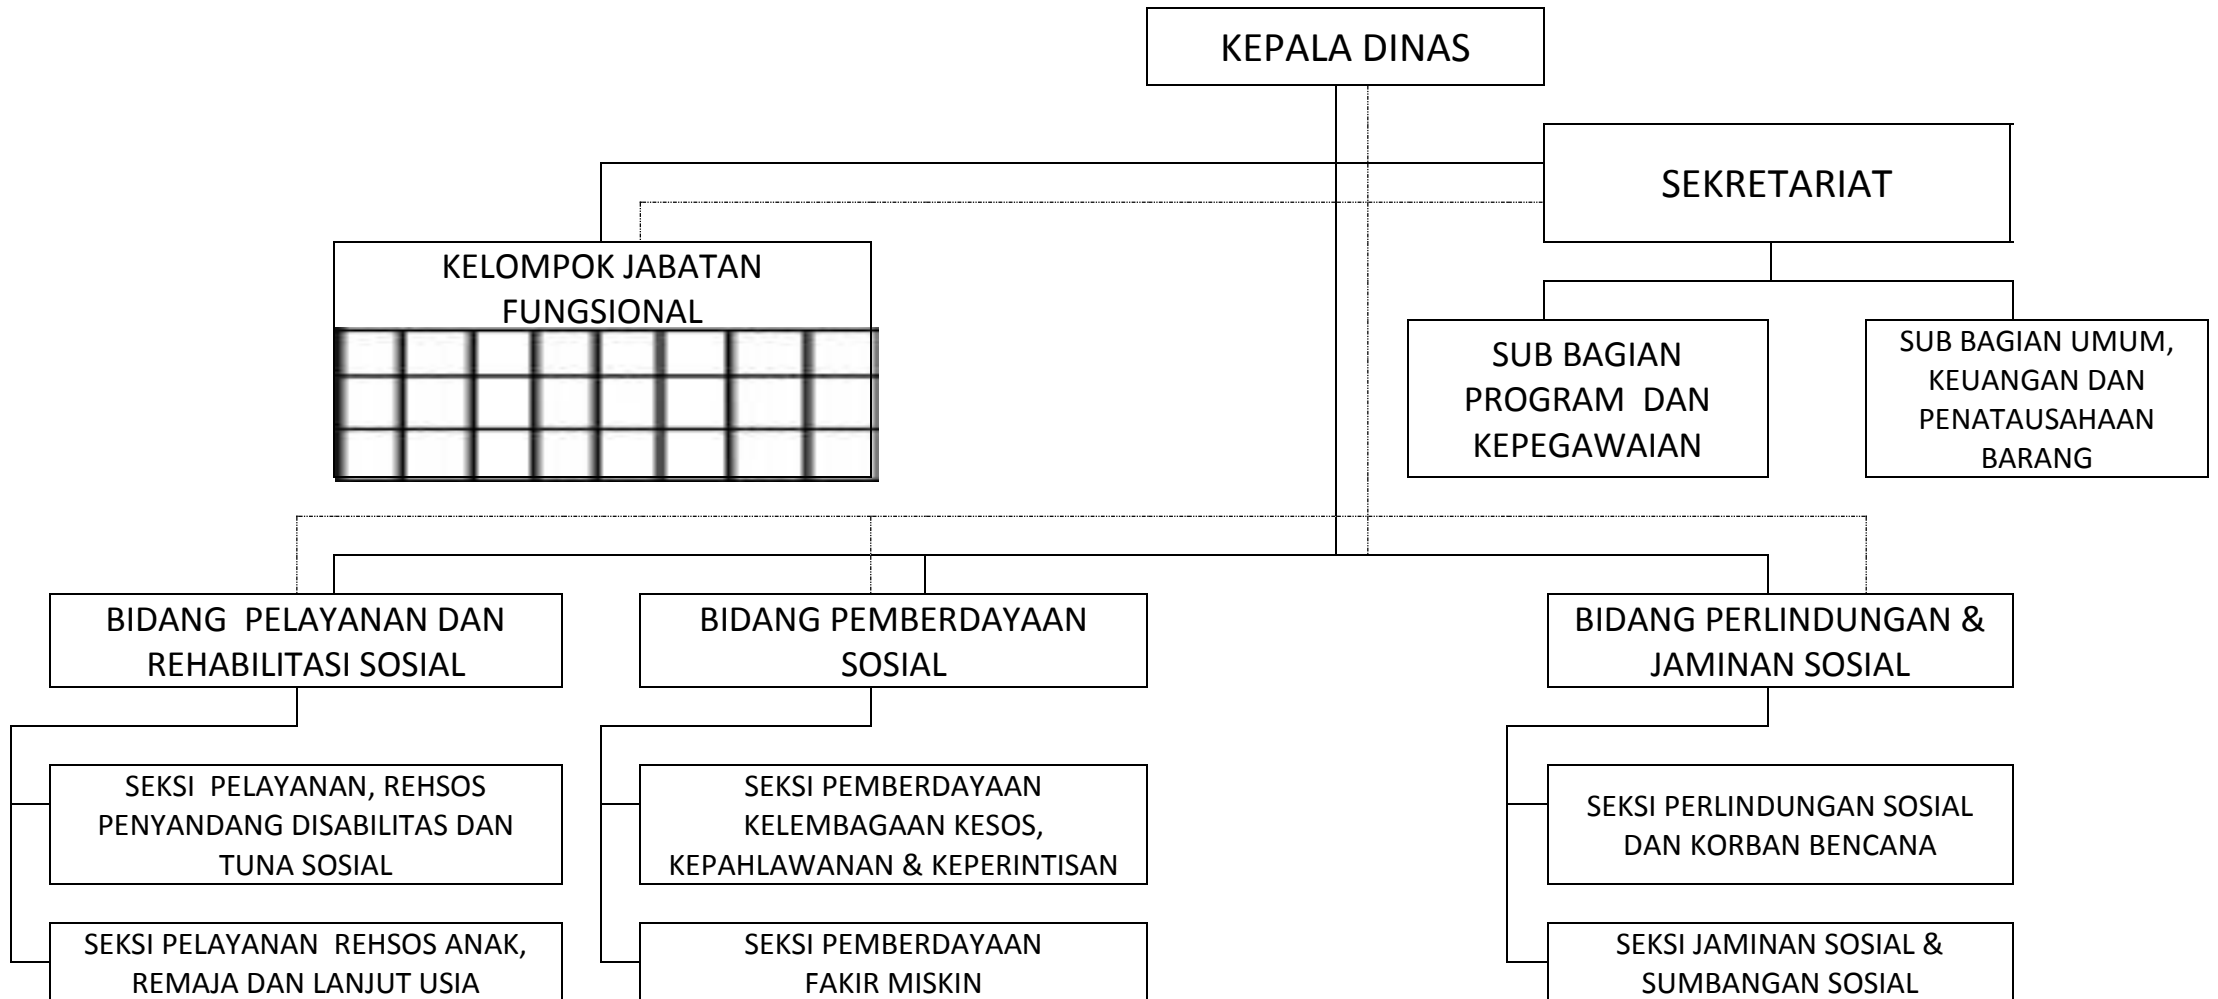 KEPALA DINAS
SEKRETARIAT
KELOMPOK JABATAN
FUNGSIONAL
SUB BAGIAN
PROGRAM  DAN
KEPEGAWAIAN
SUB BAGIAN UMUM,
KEUANGAN DAN
PENATAUSAHAAN
BARANG
BIDANG  PELAYANAN DAN
REHABILITASI SOSIAL
BIDANG PEMBERDAYAAN
SOSIAL
BIDANG PERLINDUNGAN &
JAMINAN SOSIAL
SEKSI  PELAYANAN, REHSOS
PENYANDANG DISABILITAS DAN
TUNA SOSIAL
SEKSI PEMBERDAYAAN
KELEMBAGAAN KESOS,
KEPAHLAWANAN & KEPERINTISAN
SEKSI PERLINDUNGAN SOSIAL
DAN KORBAN BENCANA
SEKSI PELAYANAN  REHSOS ANAK,
REMAJA DAN LANJUT USIA
SEKSI PEMBERDAYAAN
FAKIR MISKIN
SEKSI JAMINAN SOSIAL &
SUMBANGAN SOSIAL